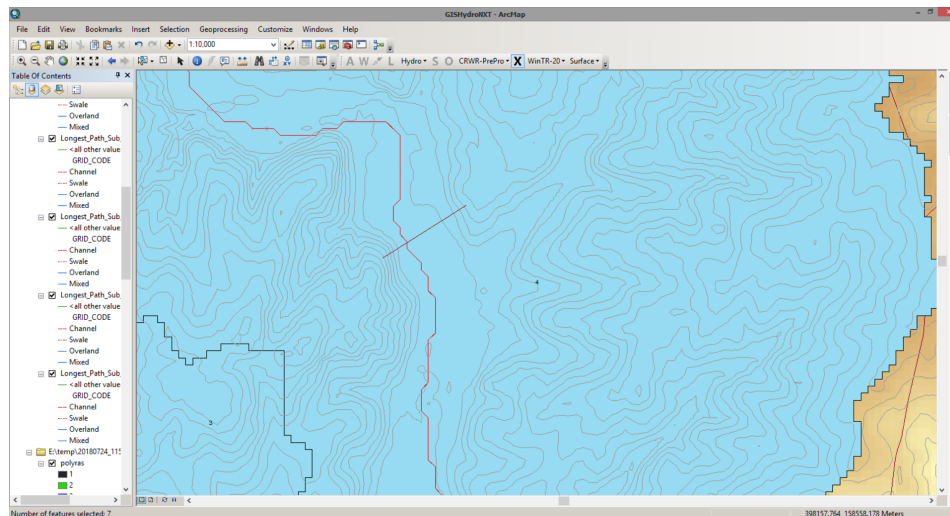 GISHydroNXT - ArcMap
File Edit View Bookmarks Insert Selection Geoprocessing Customize Windows Help
1:10,000
A W L Hydro S O CRWR-PrePro X WinTR-20 Surface
Table Of Contents
Swale
Overland
Mixed
Longest_Path_Sub
<all other value
GRID_CODE
Channel
Swale
Overland
Mixed
Longest_Path_Sub
<all other value
GRID_CODE
Channel
Swale
Overland
Mixed
Longest_Path_Sub
<all other value
GRID_CODE
Channel
Swale
Overland
Mixed
Longest_Path_Sub
<all other value
GRID_CODE
Channel
Swale
Overland
Mixed
E:\temp\20180724_115
polyras
1
2
4
3
Number of features selected: 7
398157.764 158558.178 Meters